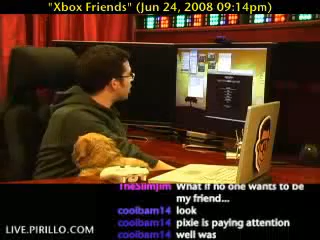 "Xbox Friends" (Jun 24, 2008 09:14pm)
TheSlimJim What if no one wants to be
my friend...
coolbam14 look
coolbam14 pixie is paying attention
coolbam14 well was
LIVE.PIRILLO.COM